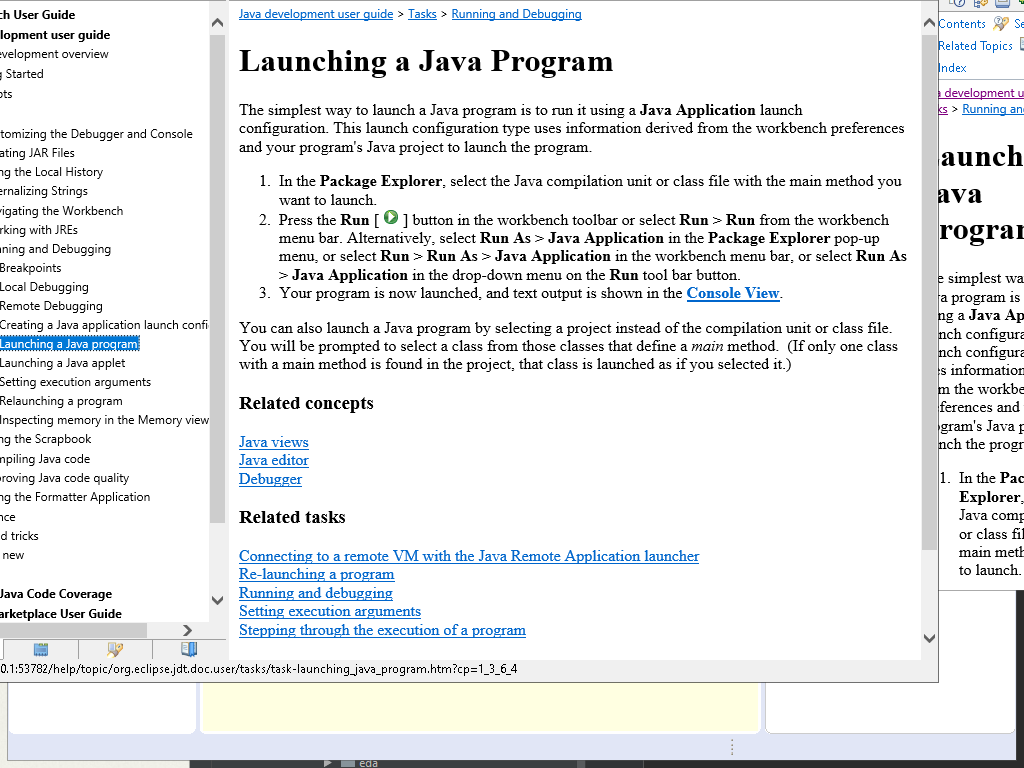 ch User Guide
lopment user guide
evelopment overview
g Started
pts
tomizing the Debugger and Console
ating JAR Files
ng the Local History
ernalizing Strings
vigating the Workbench
rking with JREs
nning and Debugging
Breakpoints
Local Debugging
Remote Debugging
Creating a Java application launch confi
Launching a Java program
Launching a Java applet
Setting execution arguments
Relaunching a program
Inspecting memory in the Memory view
ng the Scrapbook
mpiling Java code
roving Java code quality
ng the Formatter Application
nce
d tricks
new
Java Code Coverage
arketplace User Guide
Java development user guide > Tasks > Running and Debugging
Launching a Java Program
The simplest way to launch a Java program is to run it using a Java Application launch
configuration. This launch configuration type uses information derived from the workbench preferences
and your program's Java project to launch the program.
1. In the Package Explorer, select the Java compilation unit or class file with the main method you
want to launch.
2. Press the Run [ ] button in the workbench toolbar or select Run > Run from the workbench
menu bar. Alternatively, select Run As > Java Application in the Package Explorer pop-up
menu, or select Run > Run As > Java Application in the workbench menu bar, or select Run As
> Java Application in the drop-down menu on the Run tool bar button.
3. Your program is now launched, and text output is shown in the Console View.
You can also launch a Java program by selecting a project instead of the compilation unit or class file.
You will be prompted to select a class from those classes that define a main method. (If only one class
with a main method is found in the project, that class is launched as if you selected it.)
Related concepts
Java views
Java editor
Debugger
Related tasks
Connecting to a remote VM with the Java Remote Application launcher
Re-launching a program
Running and debugging
Setting execution arguments
Stepping through the execution of a program
0.1:53782/help/topic/org.eclipse.jdt.doc.user/tasks/task-launching_java_program.htm?cp=1_3_6_4
Contents Se
Related Topics
Index
a development u
ks > Running and
aunch
ava
rogram
e simplest wa
va program is
ng a Java Ap
nch configura
nch configura
es information
m the workbe
ferences and
ogram's Java p
nch the progr
1. In the Pac
Explorer,
Java comp
or class fil
main meth
to launch.
eda